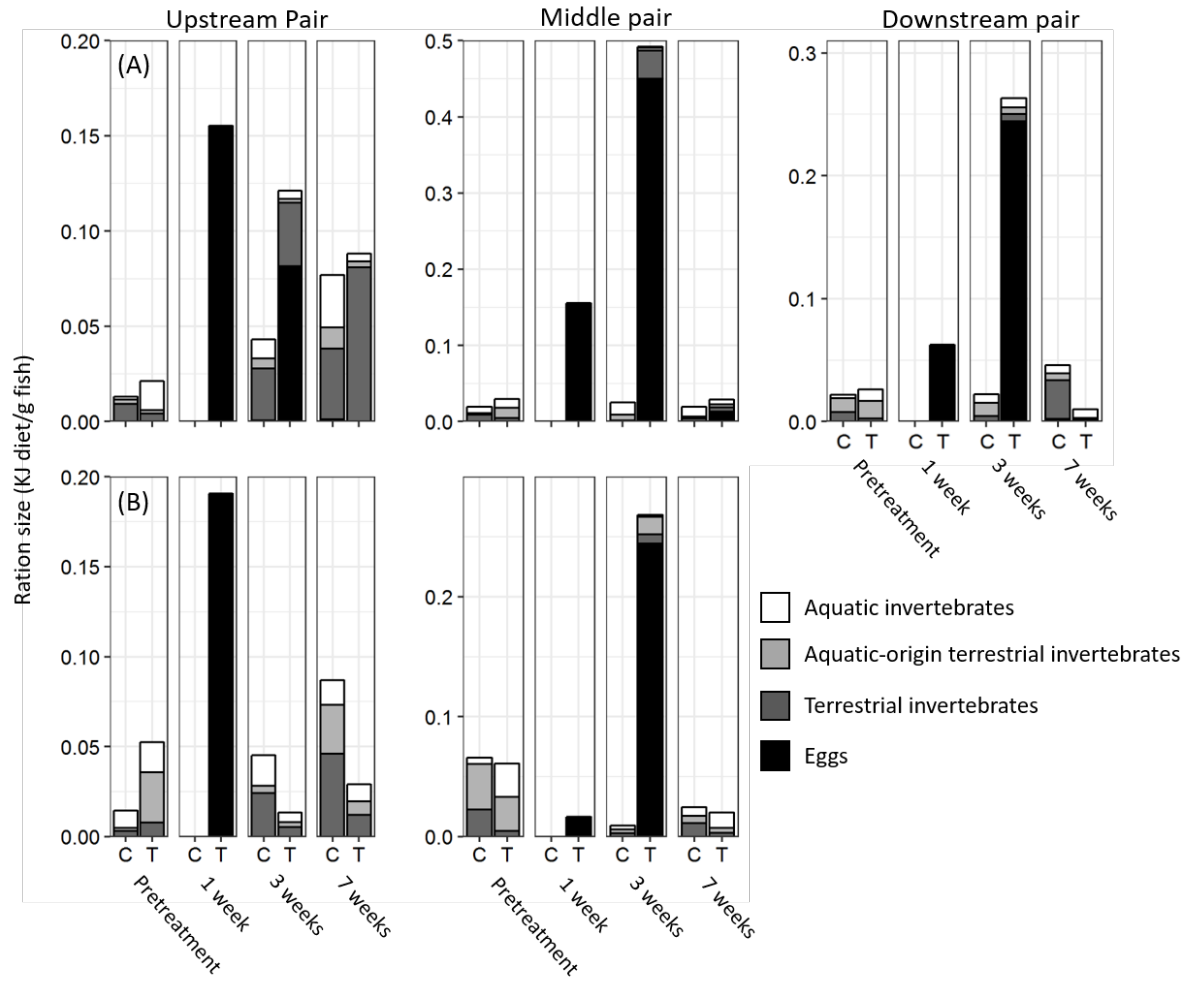 Upstream Pair
Middle pair
Downstream pair
Ration size (KJ diet/g fish)
(A)
0.20
0.15
0.10
0.05
0.00
0.5
0.4
0.3
0.2
0.1
0.0
0.3
0.2
0.1
0.0
C T C T C T C T
Pretreatment
1 week
3 weeks
7 weeks
(B)
0.20
0.15
0.10
0.05
0.00
C T C T C T C T
Pretreatment
1 week
3 weeks
7 weeks
0.2
0.1
0.0
C T C T C T C T
Pretreatment
1 week
3 weeks
7 weeks
Aquatic invertebrates
Aquatic-origin terrestrial invertebrates
Terrestrial invertebrates
Eggs